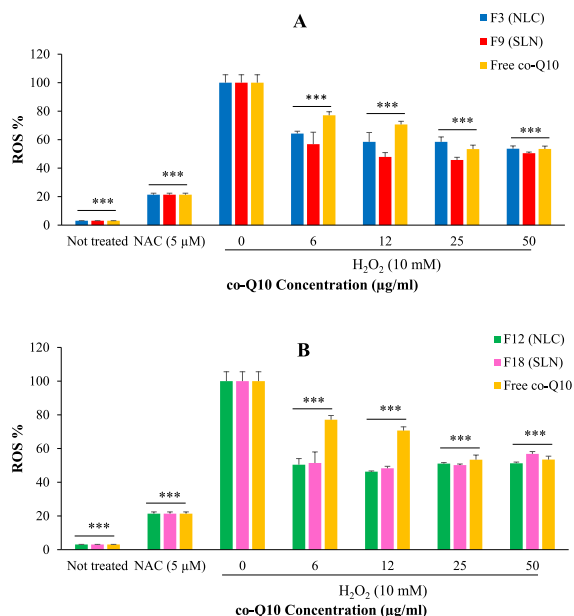 A
F3 (NLC)
F9 (SLN)
Free co-Q10
ROS %
120
100
80
60
40
20
0
***
***
***
***
***
***
Not treated NAC (5 µM) 0 6 12 25 50
H₂O₂ (10 mM)
co-Q10 Concentration (µg/ml)
B
F12 (NLC)
F18 (SLN)
Free co-Q10
ROS %
120
100
80
60
40
20
0
***
***
***
***
***
***
Not treated NAC (5 µM) 0 6 12 25 50
H₂O₂ (10 mM)
co-Q10 Concentration (µg/ml)